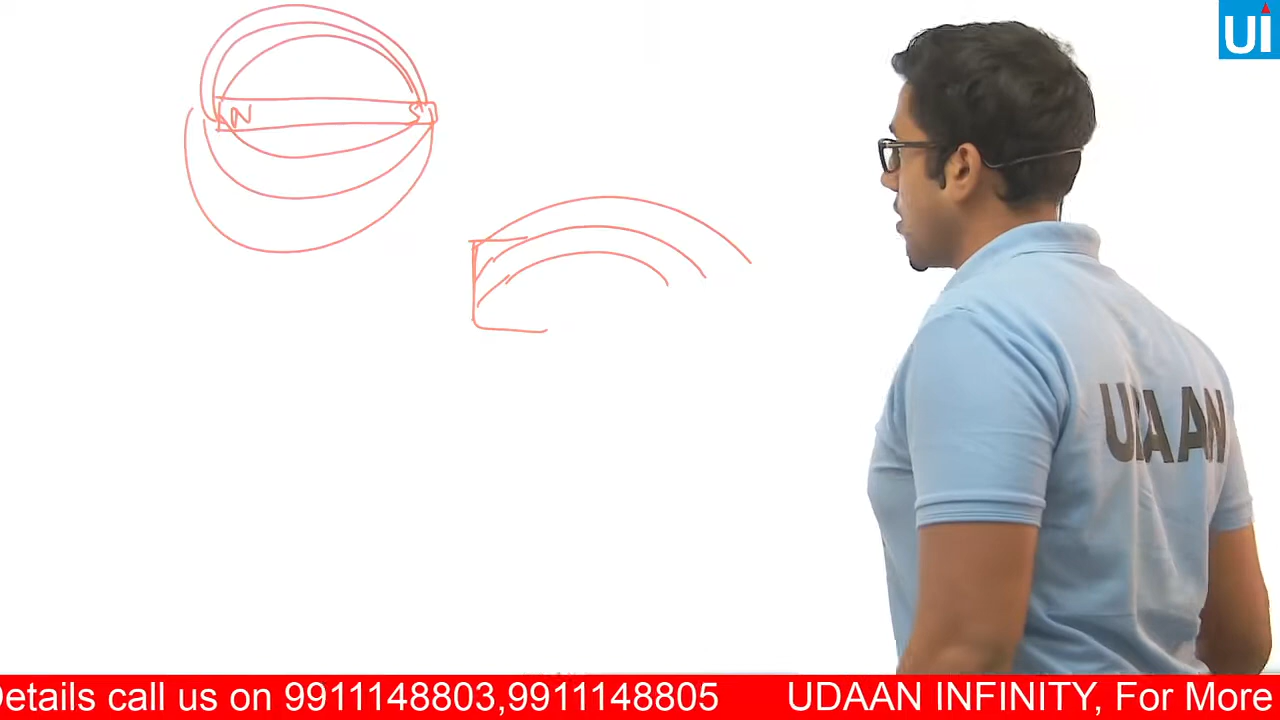 UI
N S
UDAAN
Details call us on 9911148803,9911148805 UDAAN INFINITY, For More